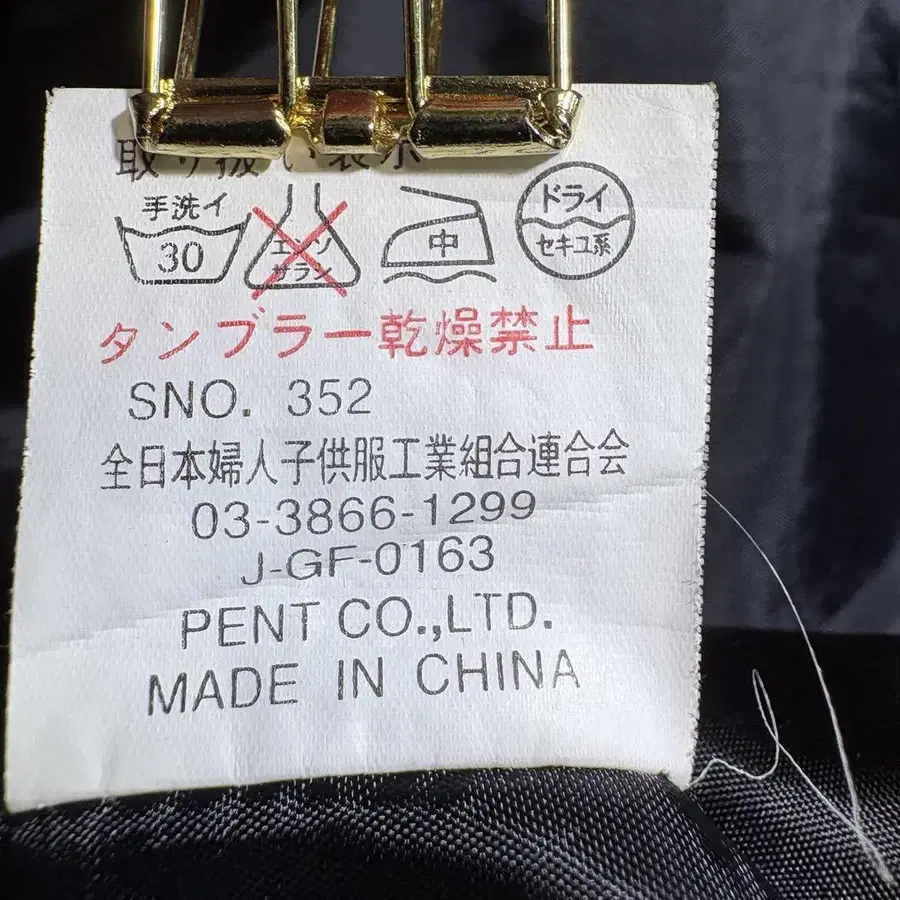 取り扱い表示
手洗イ
30
エンソ
サラシ
中
ドライ
セキユ系
タンブラー乾燥禁止
SNO. 352
全日本婦人子供服工業組合連合会
03-3866-1299
J-GF-0163
PENT CO.,LTD.
MADE IN CHINA